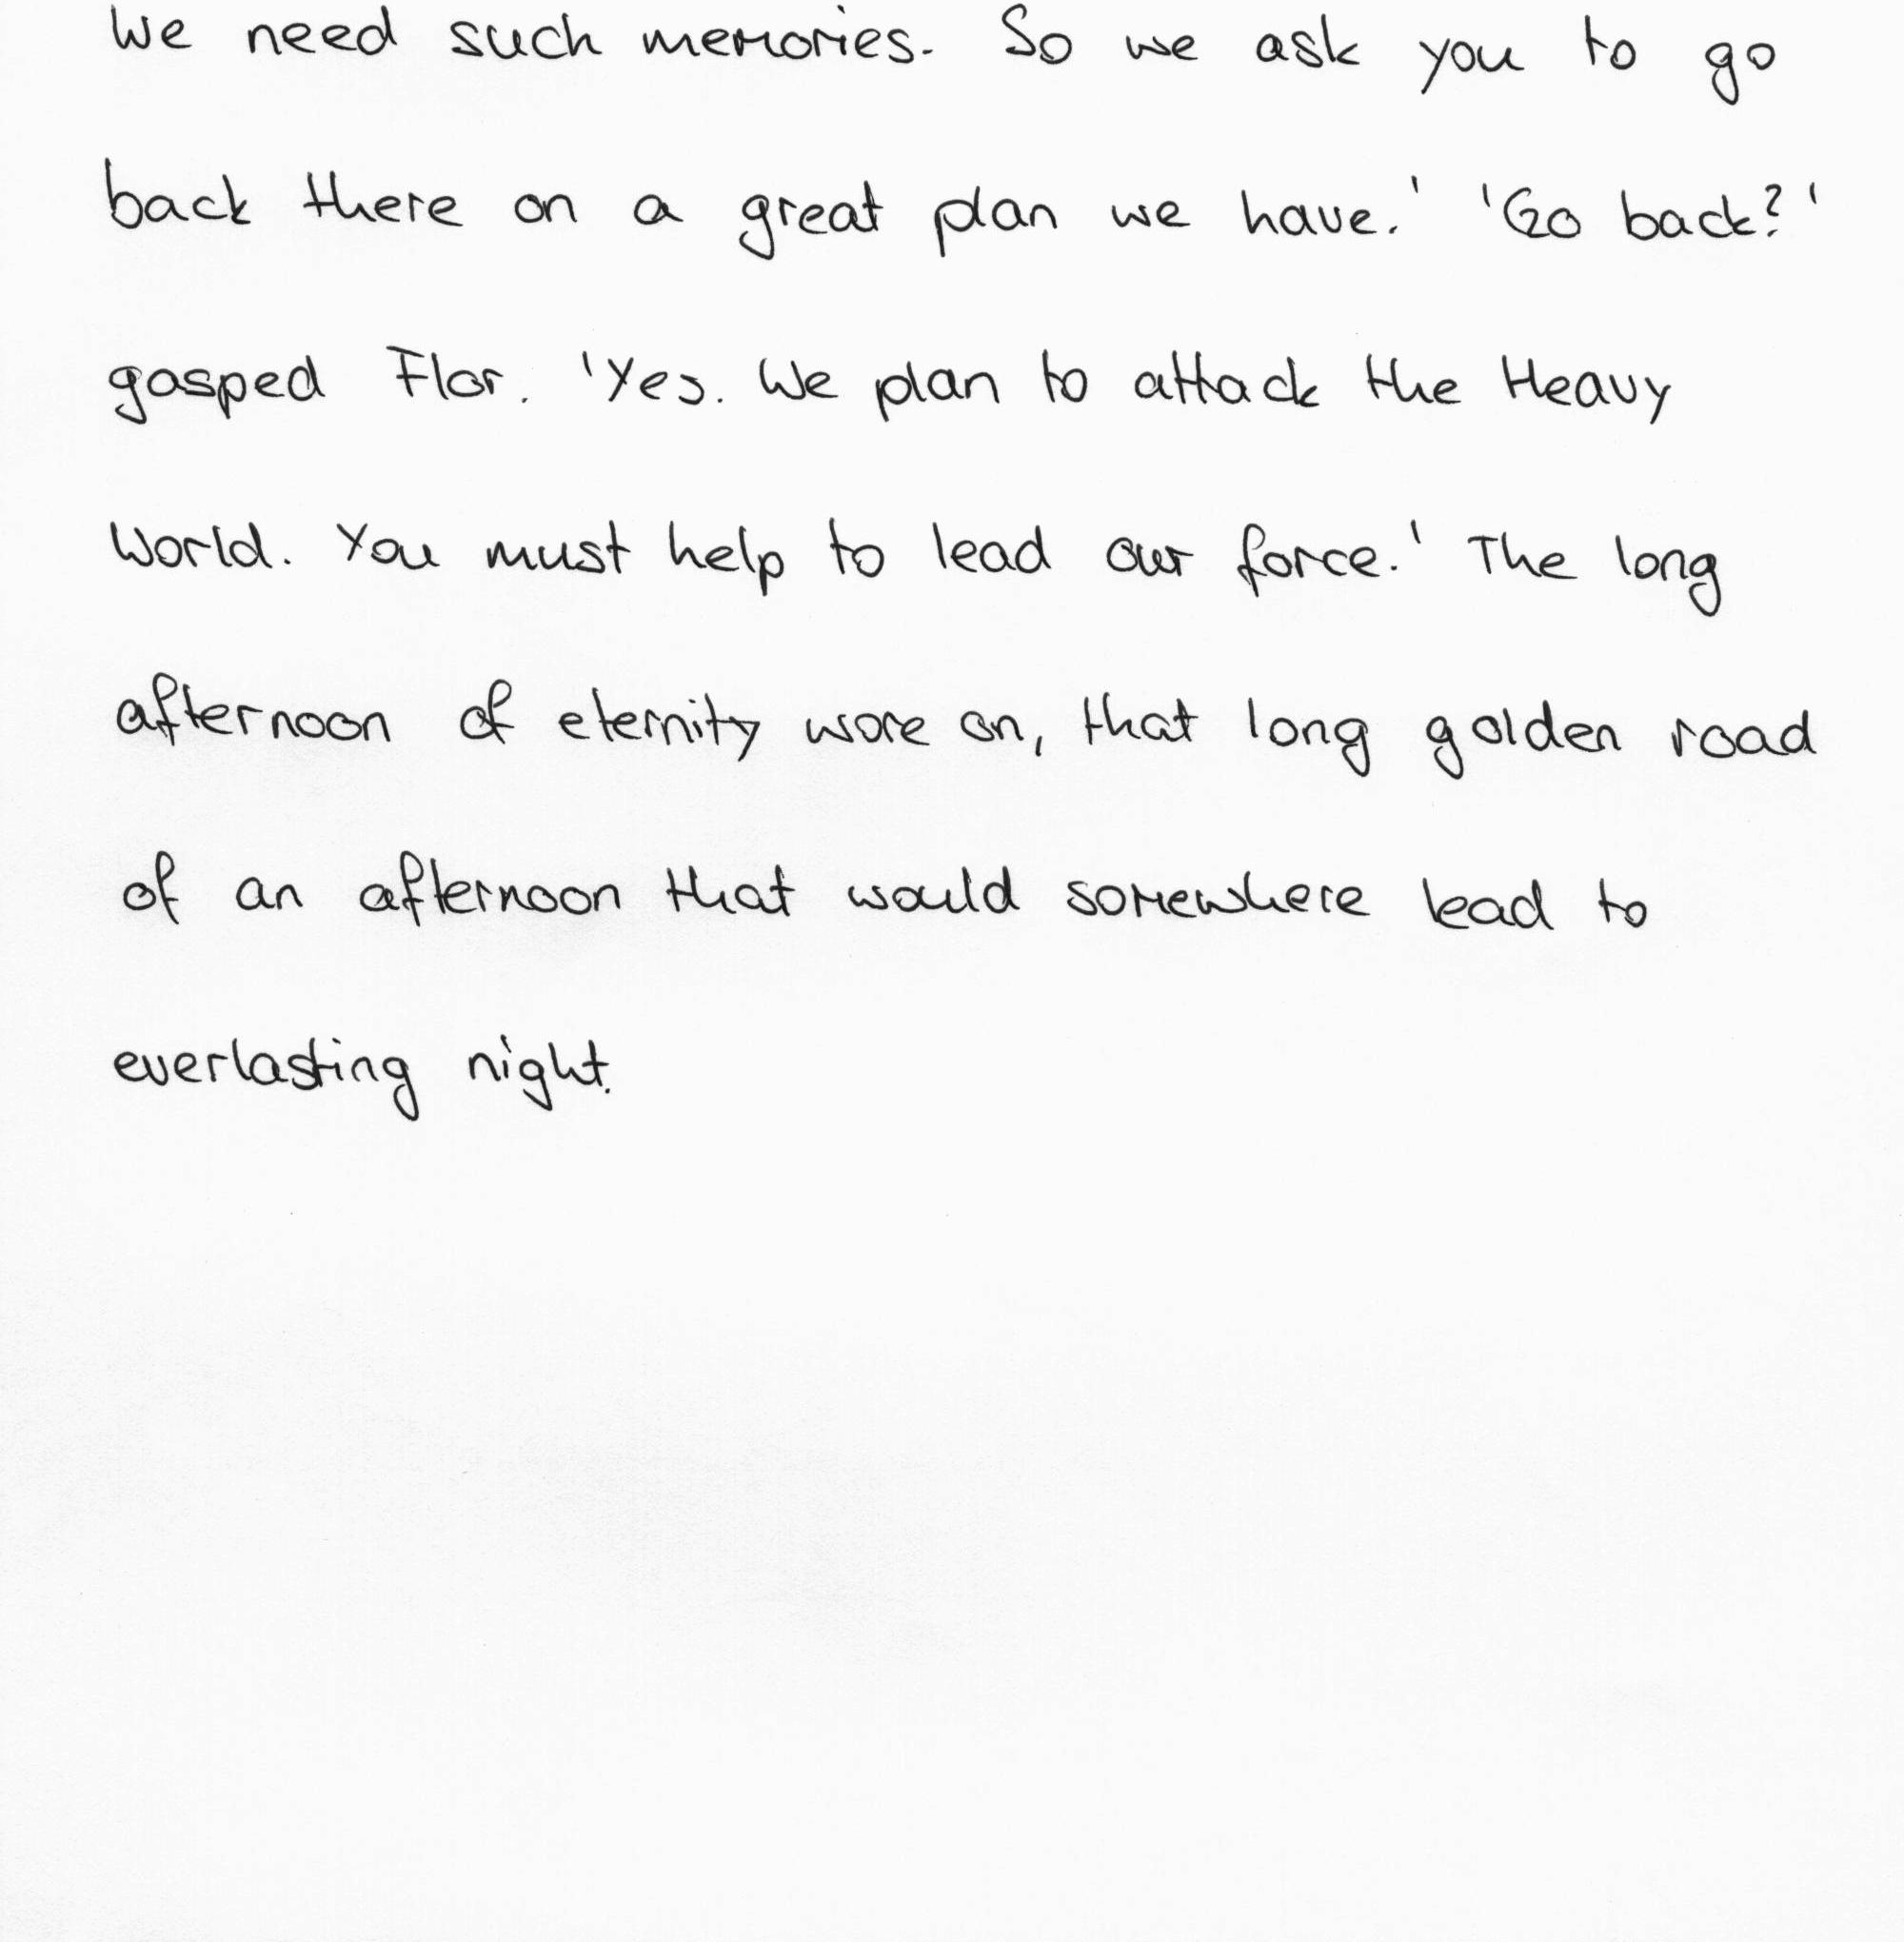 We need such memories. So we ask you to go
back there on a great plan we have.' 'Go back?'
gasped Flor. 'Yes. We plan to attack the Heavy
World. You must help to lead our force.' The long
afternoon of eternity wore on, that long golden road
of an afternoon that would somewhere lead to
everlasting night.